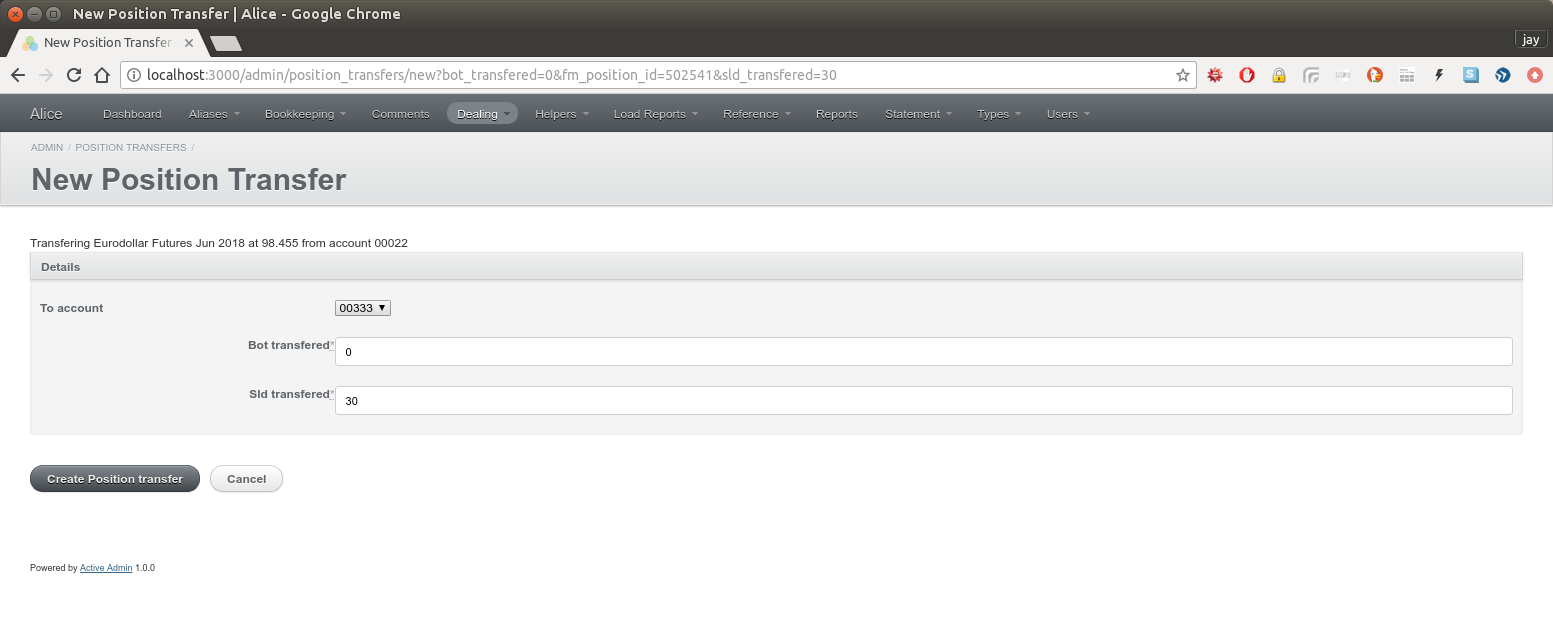 New Position Transfer | Alice - Google Chrome
New Position Transfer
jay
localhost:3000/admin/position_transfers/new?bot_transfered=0&fm_position_id=502541&sld_transfered=30
Alice Dashboard Aliases Bookkeeping Comments Dealing Helpers Load Reports Reference Reports Statement Types Users
ADMIN / POSITION TRANSFERS /
New Position Transfer
Transfering Eurodollar Futures Jun 2018 at 98.455 from account 00022
Details
To account 00333
Bot transfered* 0
Sld transfered* 30
Create Position transfer Cancel
Powered by Active Admin 1.0.0